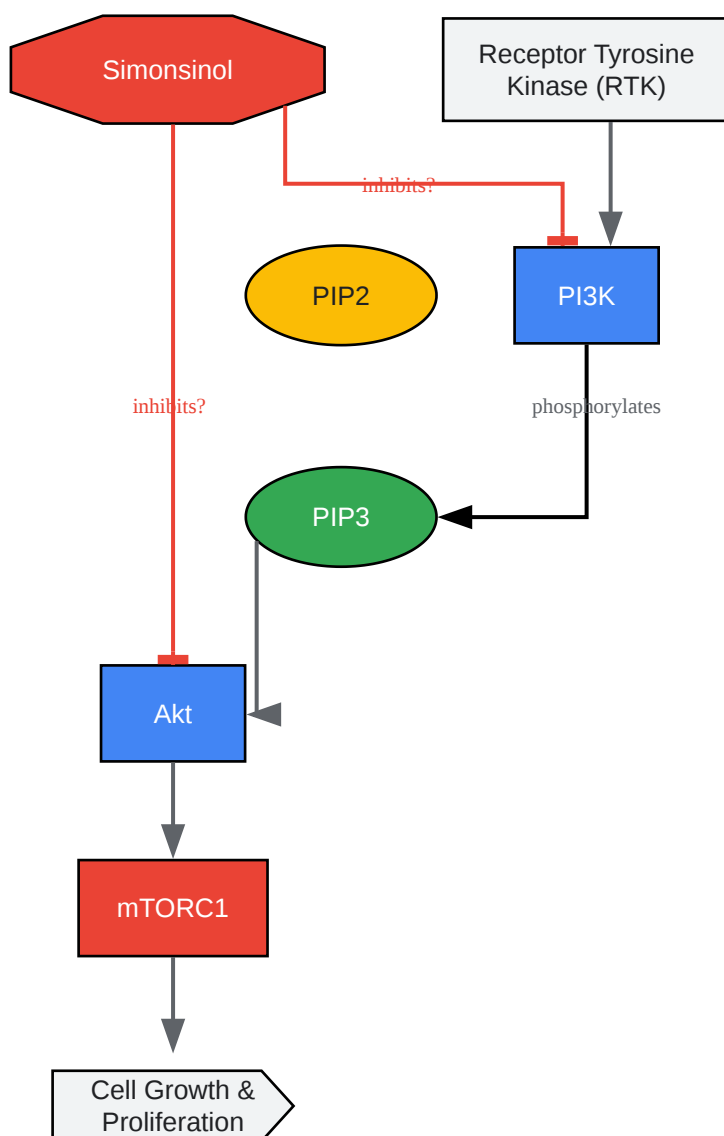 Simonsinol
Receptor Tyrosine
Kinase (RTK)
inhibits?
PIP2
PI3K
inhibits?
phosphorylates
PIP3
Akt
mTORC1
Cell Growth &
Proliferation